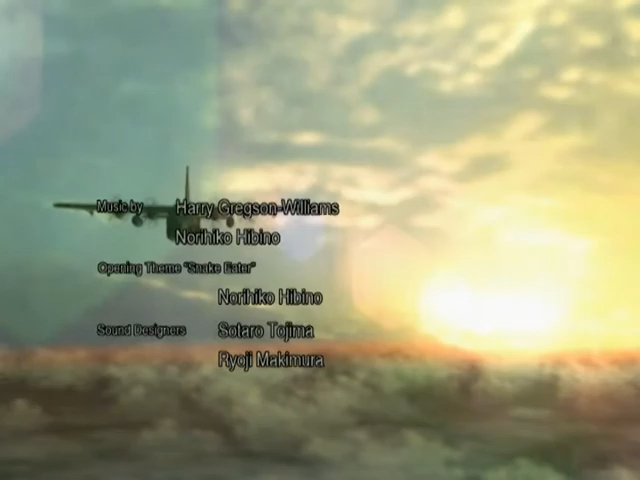 Music by Harry Gregson-Williams
Norihiko Hibino
Opening Theme "Snake Eater"
Norihiko Hibino
Sound Designers Sotaro Tojima
Ryoji Makimura